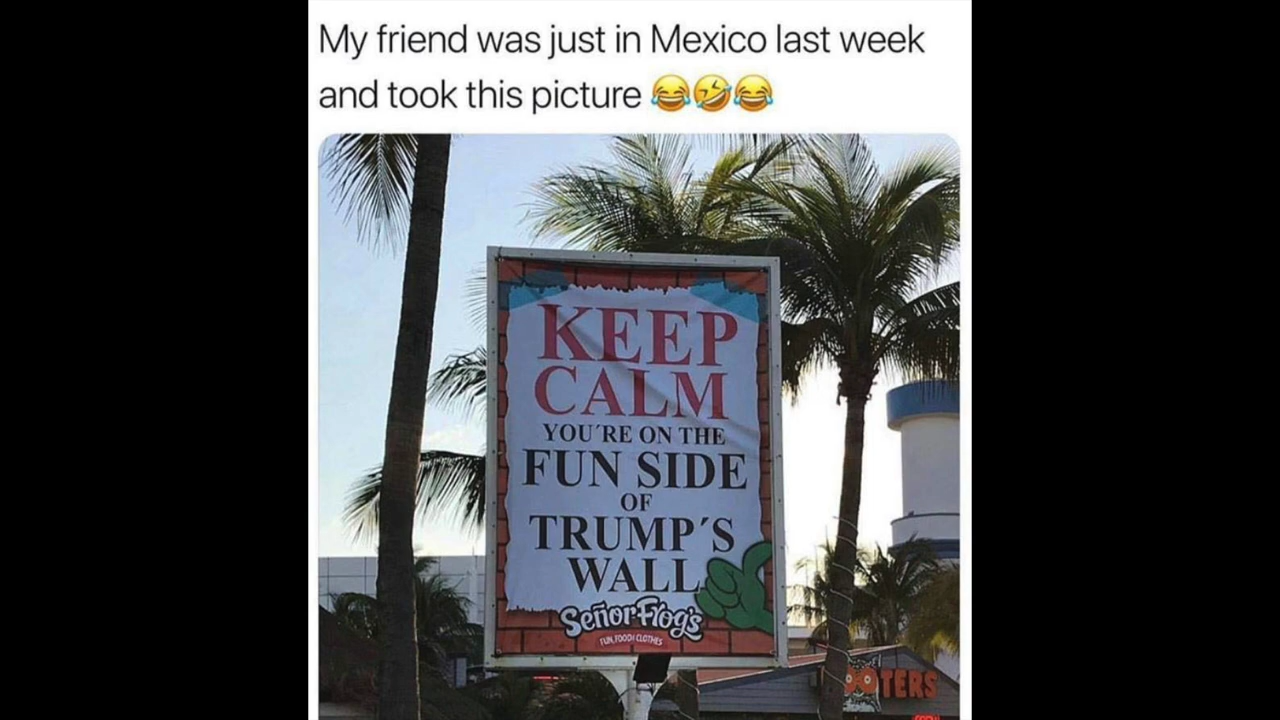 My friend was just in Mexico last week
and took this picture 😂🤣😂
KEEP
CALM
YOU´RE ON THE
FUN SIDE
OF
TRUMP´S
WALL
Señor Frog's
FUN, FOOD & CLOTHES
OOTERS